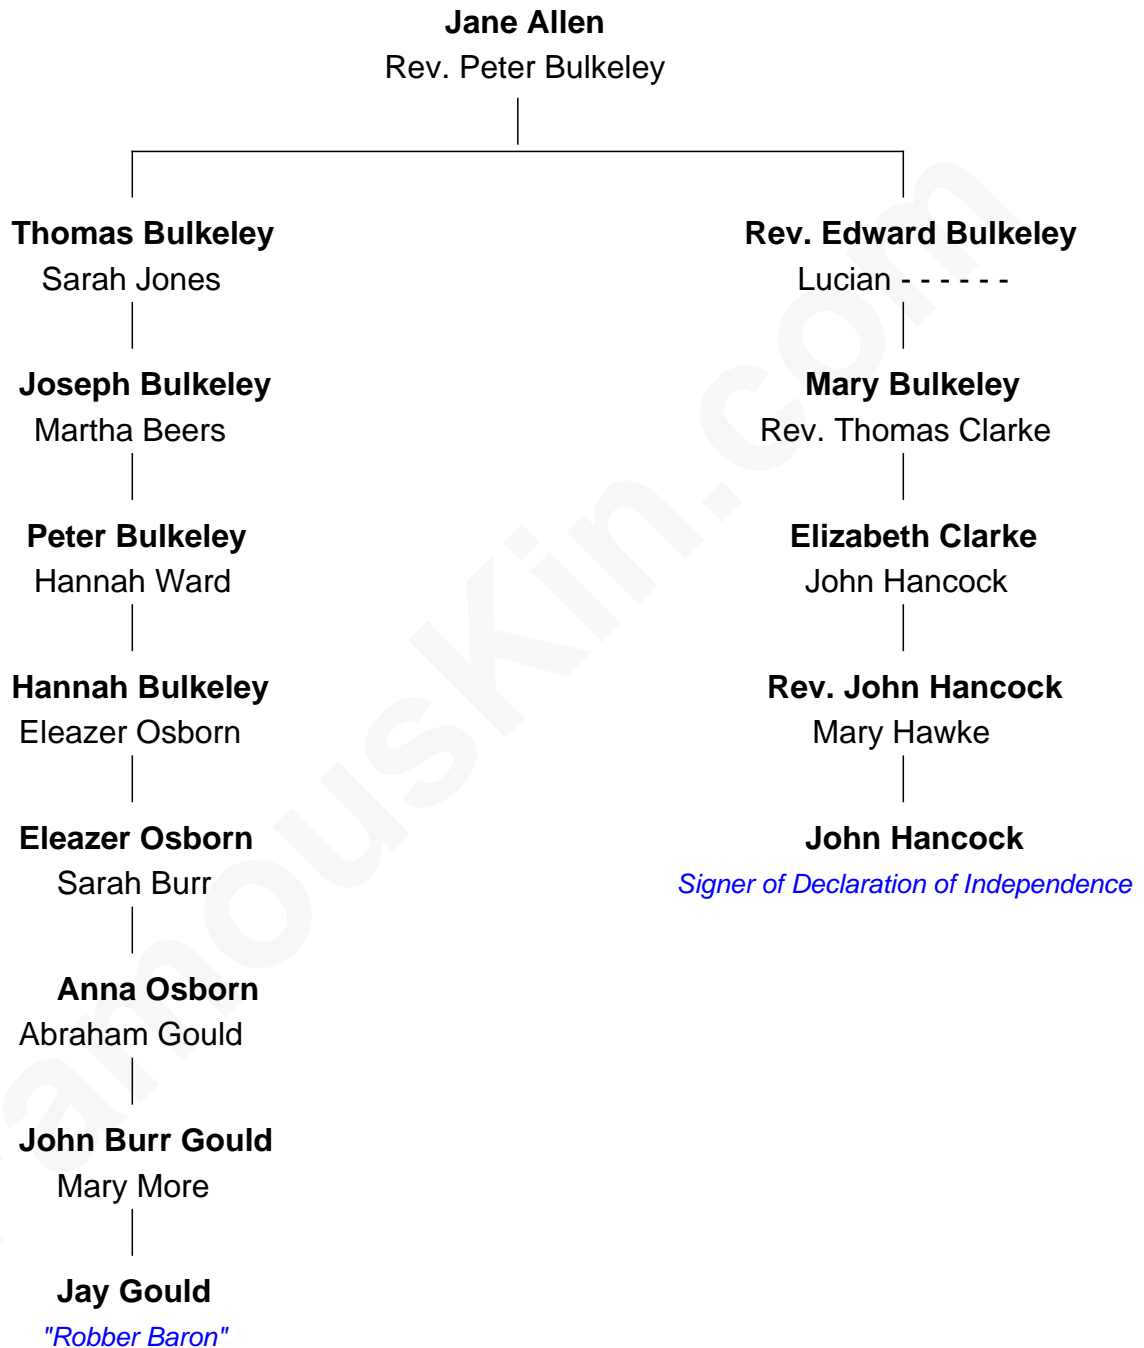 Jane Allen
Rev. Peter Bulkeley
Thomas Bulkeley
Sarah Jones
Rev. Edward Bulkeley
Lucian - - - - - -
Joseph Bulkeley
Martha Beers
Mary Bulkeley
Rev. Thomas Clarke
Peter Bulkeley
Hannah Ward
Elizabeth Clarke
John Hancock
Hannah Bulkeley
Eleazer Osborn
Rev. John Hancock
Mary Hawke
Eleazer Osborn
Sarah Burr
John Hancock
Signer of Declaration of Independence
Anna Osborn
Abraham Gould
John Burr Gould
Mary More
Jay Gould
"Robber Baron"
FamousKin.com